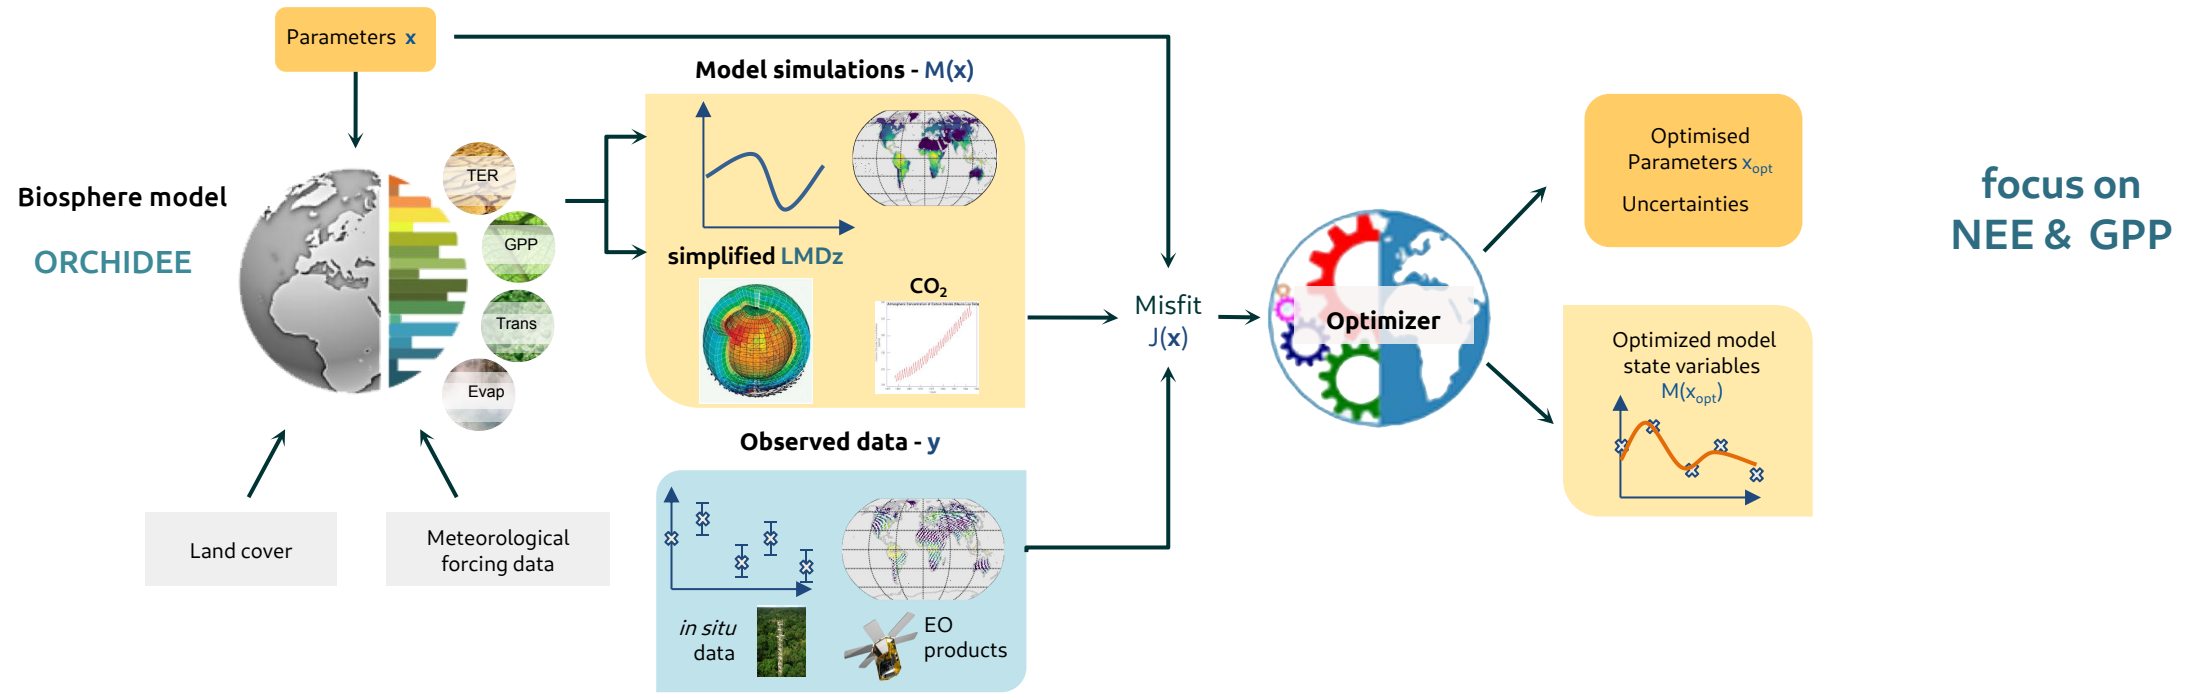 Parameters x
Model simulations - M(x)
Biosphere model
ORCHIDEE
TER
GPP
Trans
Evap
simplified LMDz
CO2
Land cover
Meteorological
forcing data
Observed data - y
in situ
data
EO
products
Misfit
J(x)
Optimizer
Optimised
Parameters xopt
Uncertainties
Optimized model
state variables
M(xopt)
focus on
NEE & GPP